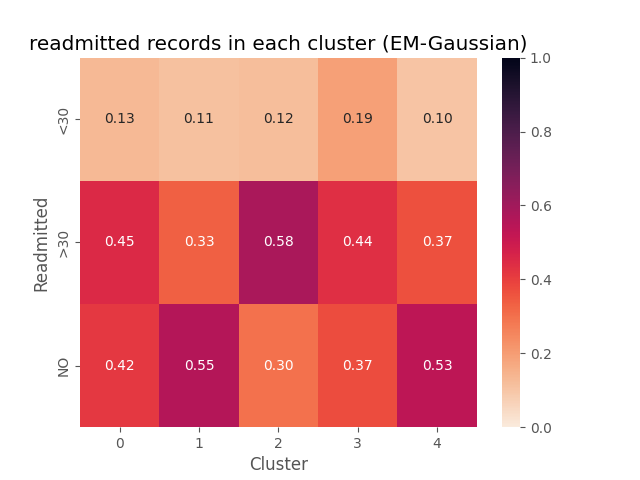 readmitted records in each cluster (EM-Gaussian)
1.0
0.8
0.6
0.4
0.2
0.0
Readmitted
<30
0.13 0.11 0.12 0.19 0.10
>30
0.45 0.33 0.58 0.44 0.37
NO
0.42 0.55 0.30 0.37 0.53
0 1 2 3 4
Cluster